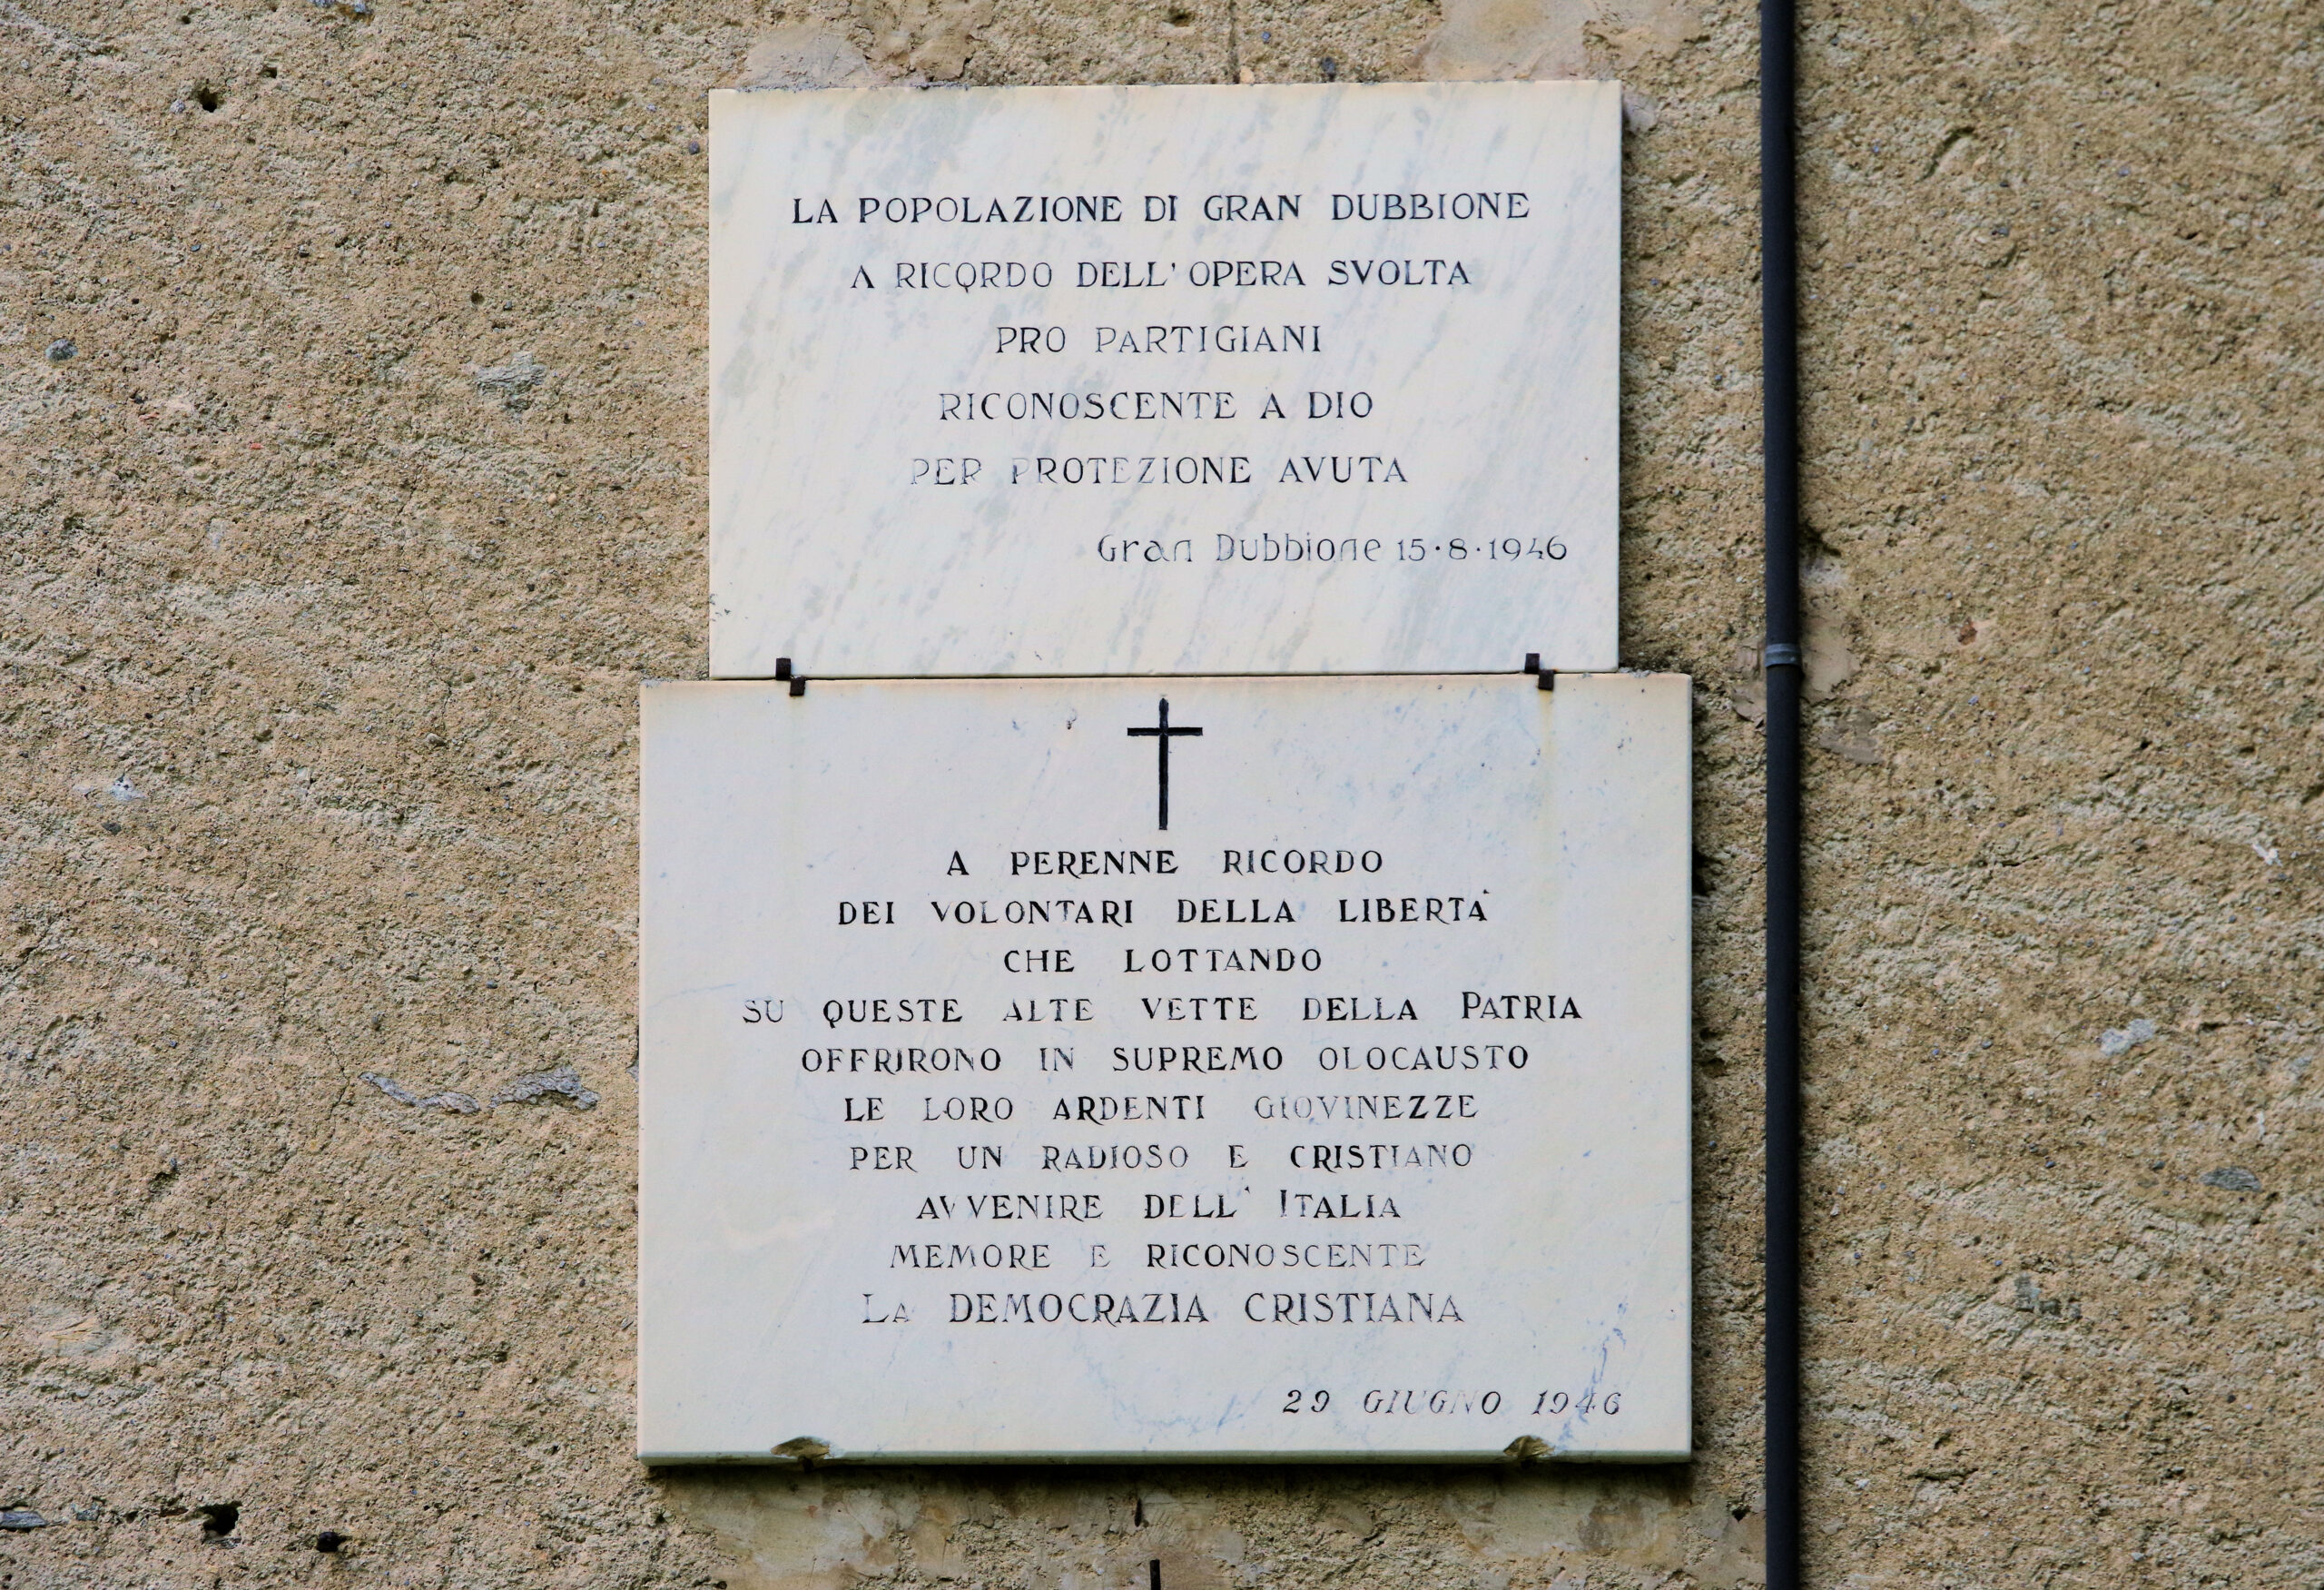 LA POPOLAZIONE DI GRAN DUBBIONE
A RICORDO DELL'OPERA SVOLTA
PRO PARTIGIANI
RICONOSCENTE A DIO
PER PROTEZIONE AVUTA
Gran Dubbione 15·8·1946
A PERENNE RICORDO
DEI VOLONTARI DELLA LIBERTA'
CHE LOTTANDO
SU QUESTE ALTE VETTE DELLA PATRIA
OFFRIRONO IN SUPREMO OLOCAUSTO
LE LORO ARDENTI GIOVINEZZE
PER UN RADIOSO E CRISTIANO
AVVENIRE DELL'ITALIA
MEMORE E RICONOSCENTE
LA DEMOCRAZIA CRISTIANA
29 GIUGNO 1946